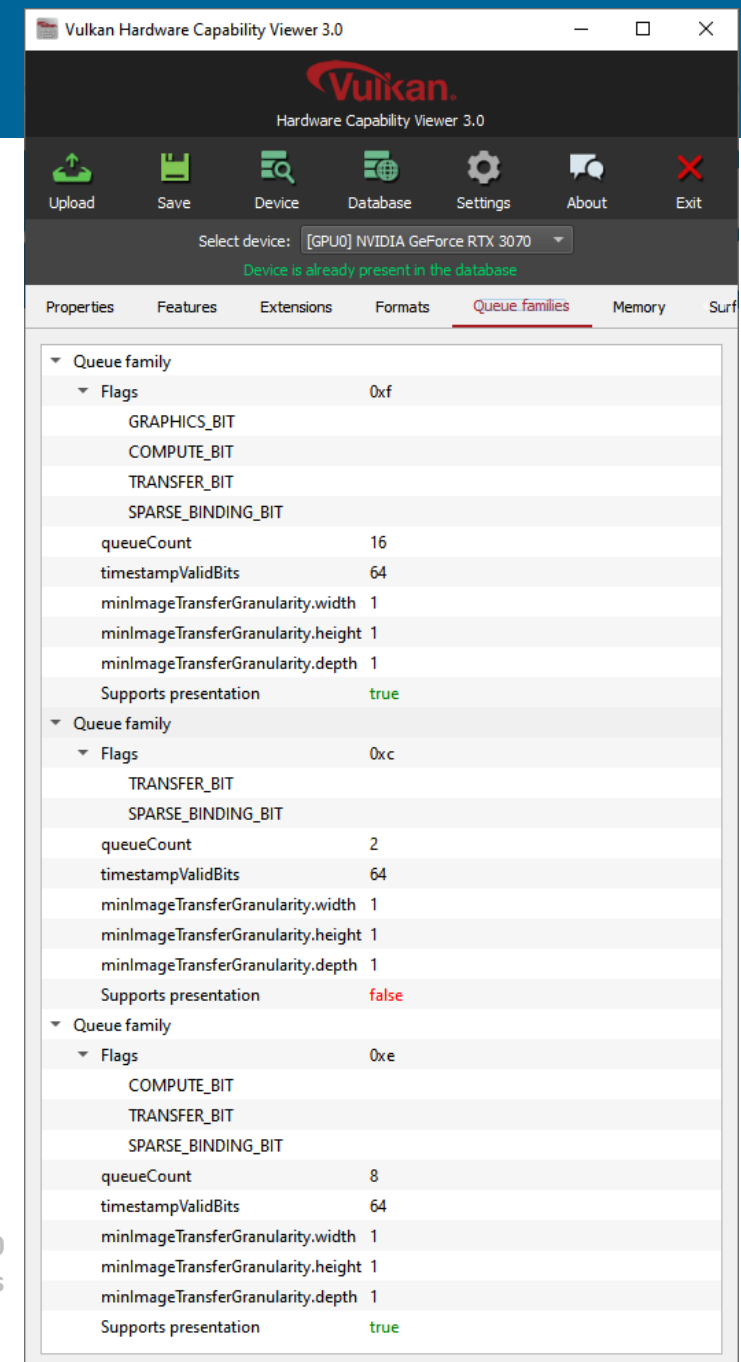 Vulkan Hardware Capability Viewer 3.0
Vulkan.
Hardware Capability Viewer 3.0
Upload Save Device Database Settings About Exit
Select device: [GPU0] NVIDIA GeForce RTX 3070
Device is already present in the database
Properties Features Extensions Formats Queue families Memory Surf
Queue family
Flags 0xf
GRAPHICS_BIT
COMPUTE_BIT
TRANSFER_BIT
SPARSE_BINDING_BIT
queueCount 16
timestampValidBits 64
minImageTransferGranularity.width 1
minImageTransferGranularity.height 1
minImageTransferGranularity.depth 1
Supports presentation true
Queue family
Flags 0xc
TRANSFER_BIT
SPARSE_BINDING_BIT
queueCount 2
timestampValidBits 64
minImageTransferGranularity.width 1
minImageTransferGranularity.height 1
minImageTransferGranularity.depth 1
Supports presentation false
Queue family
Flags 0xe
COMPUTE_BIT
TRANSFER_BIT
SPARSE_BINDING_BIT
queueCount 8
timestampValidBits 64
minImageTransferGranularity.width 1
minImageTransferGranularity.height 1
minImageTransferGranularity.depth 1
Supports presentation true